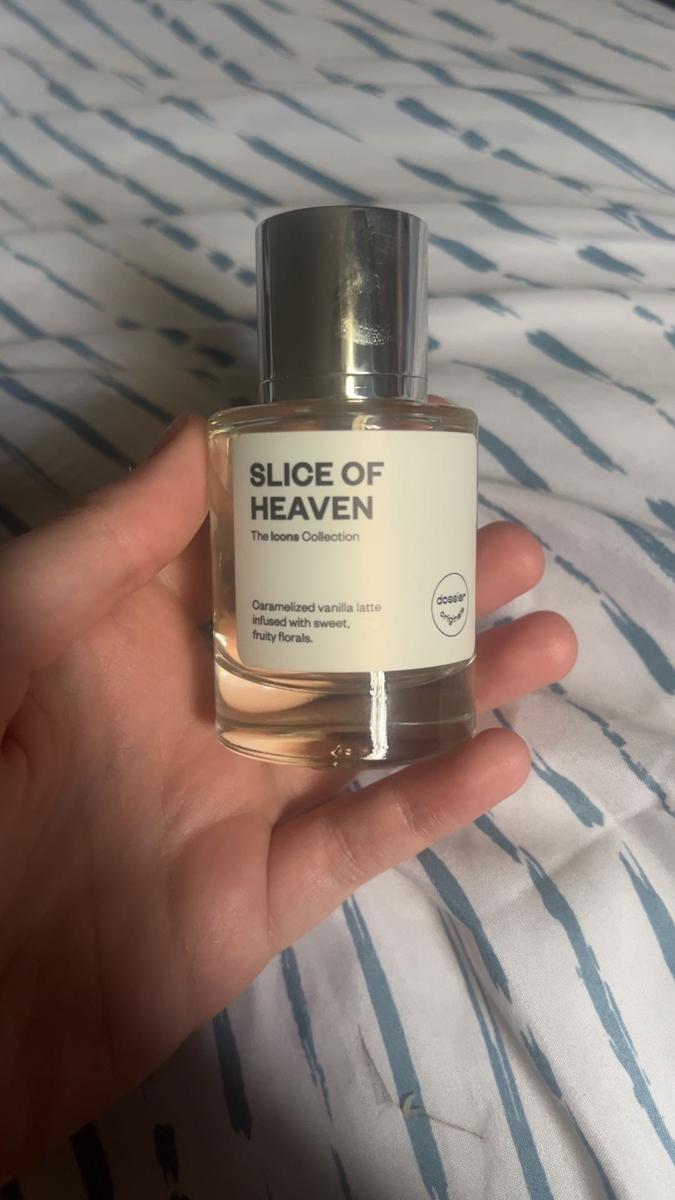 SLICE OF
HEAVEN
The Icons Collection
Caramelized vanilla latte
infused with sweet,
fruity florals.
dossier
originals